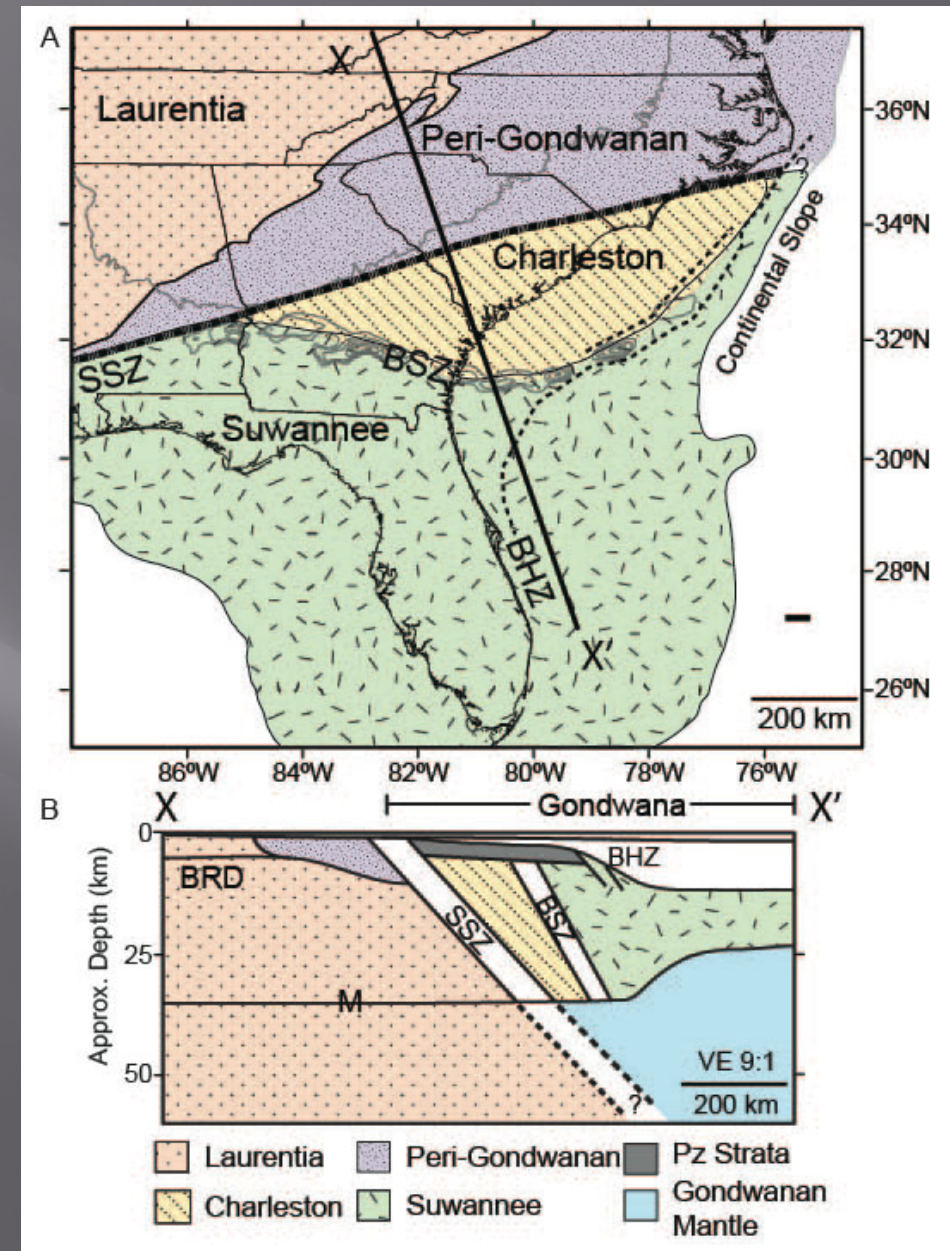 A
X
Laurentia
Peri-Gondwanan
36ºN
?
34ºN
Charleston
Continental Slope
32ºN
BSZ
SSZ
Suwannee
30ºN
BHZ
28ºN
X'
26ºN
200 km
86ºW
84ºW
82ºW
80ºW
78ºW
76ºW
B
X
Gondwana
X'
0
BHZ
BRD
SSZ
BSZ
Approx. Depth (km)
25
M
VE 9:1
50
200 km
?
Laurentia
Peri-Gondwanan
Pz Strata
Charleston
Suwannee
Gondwanan
Mantle